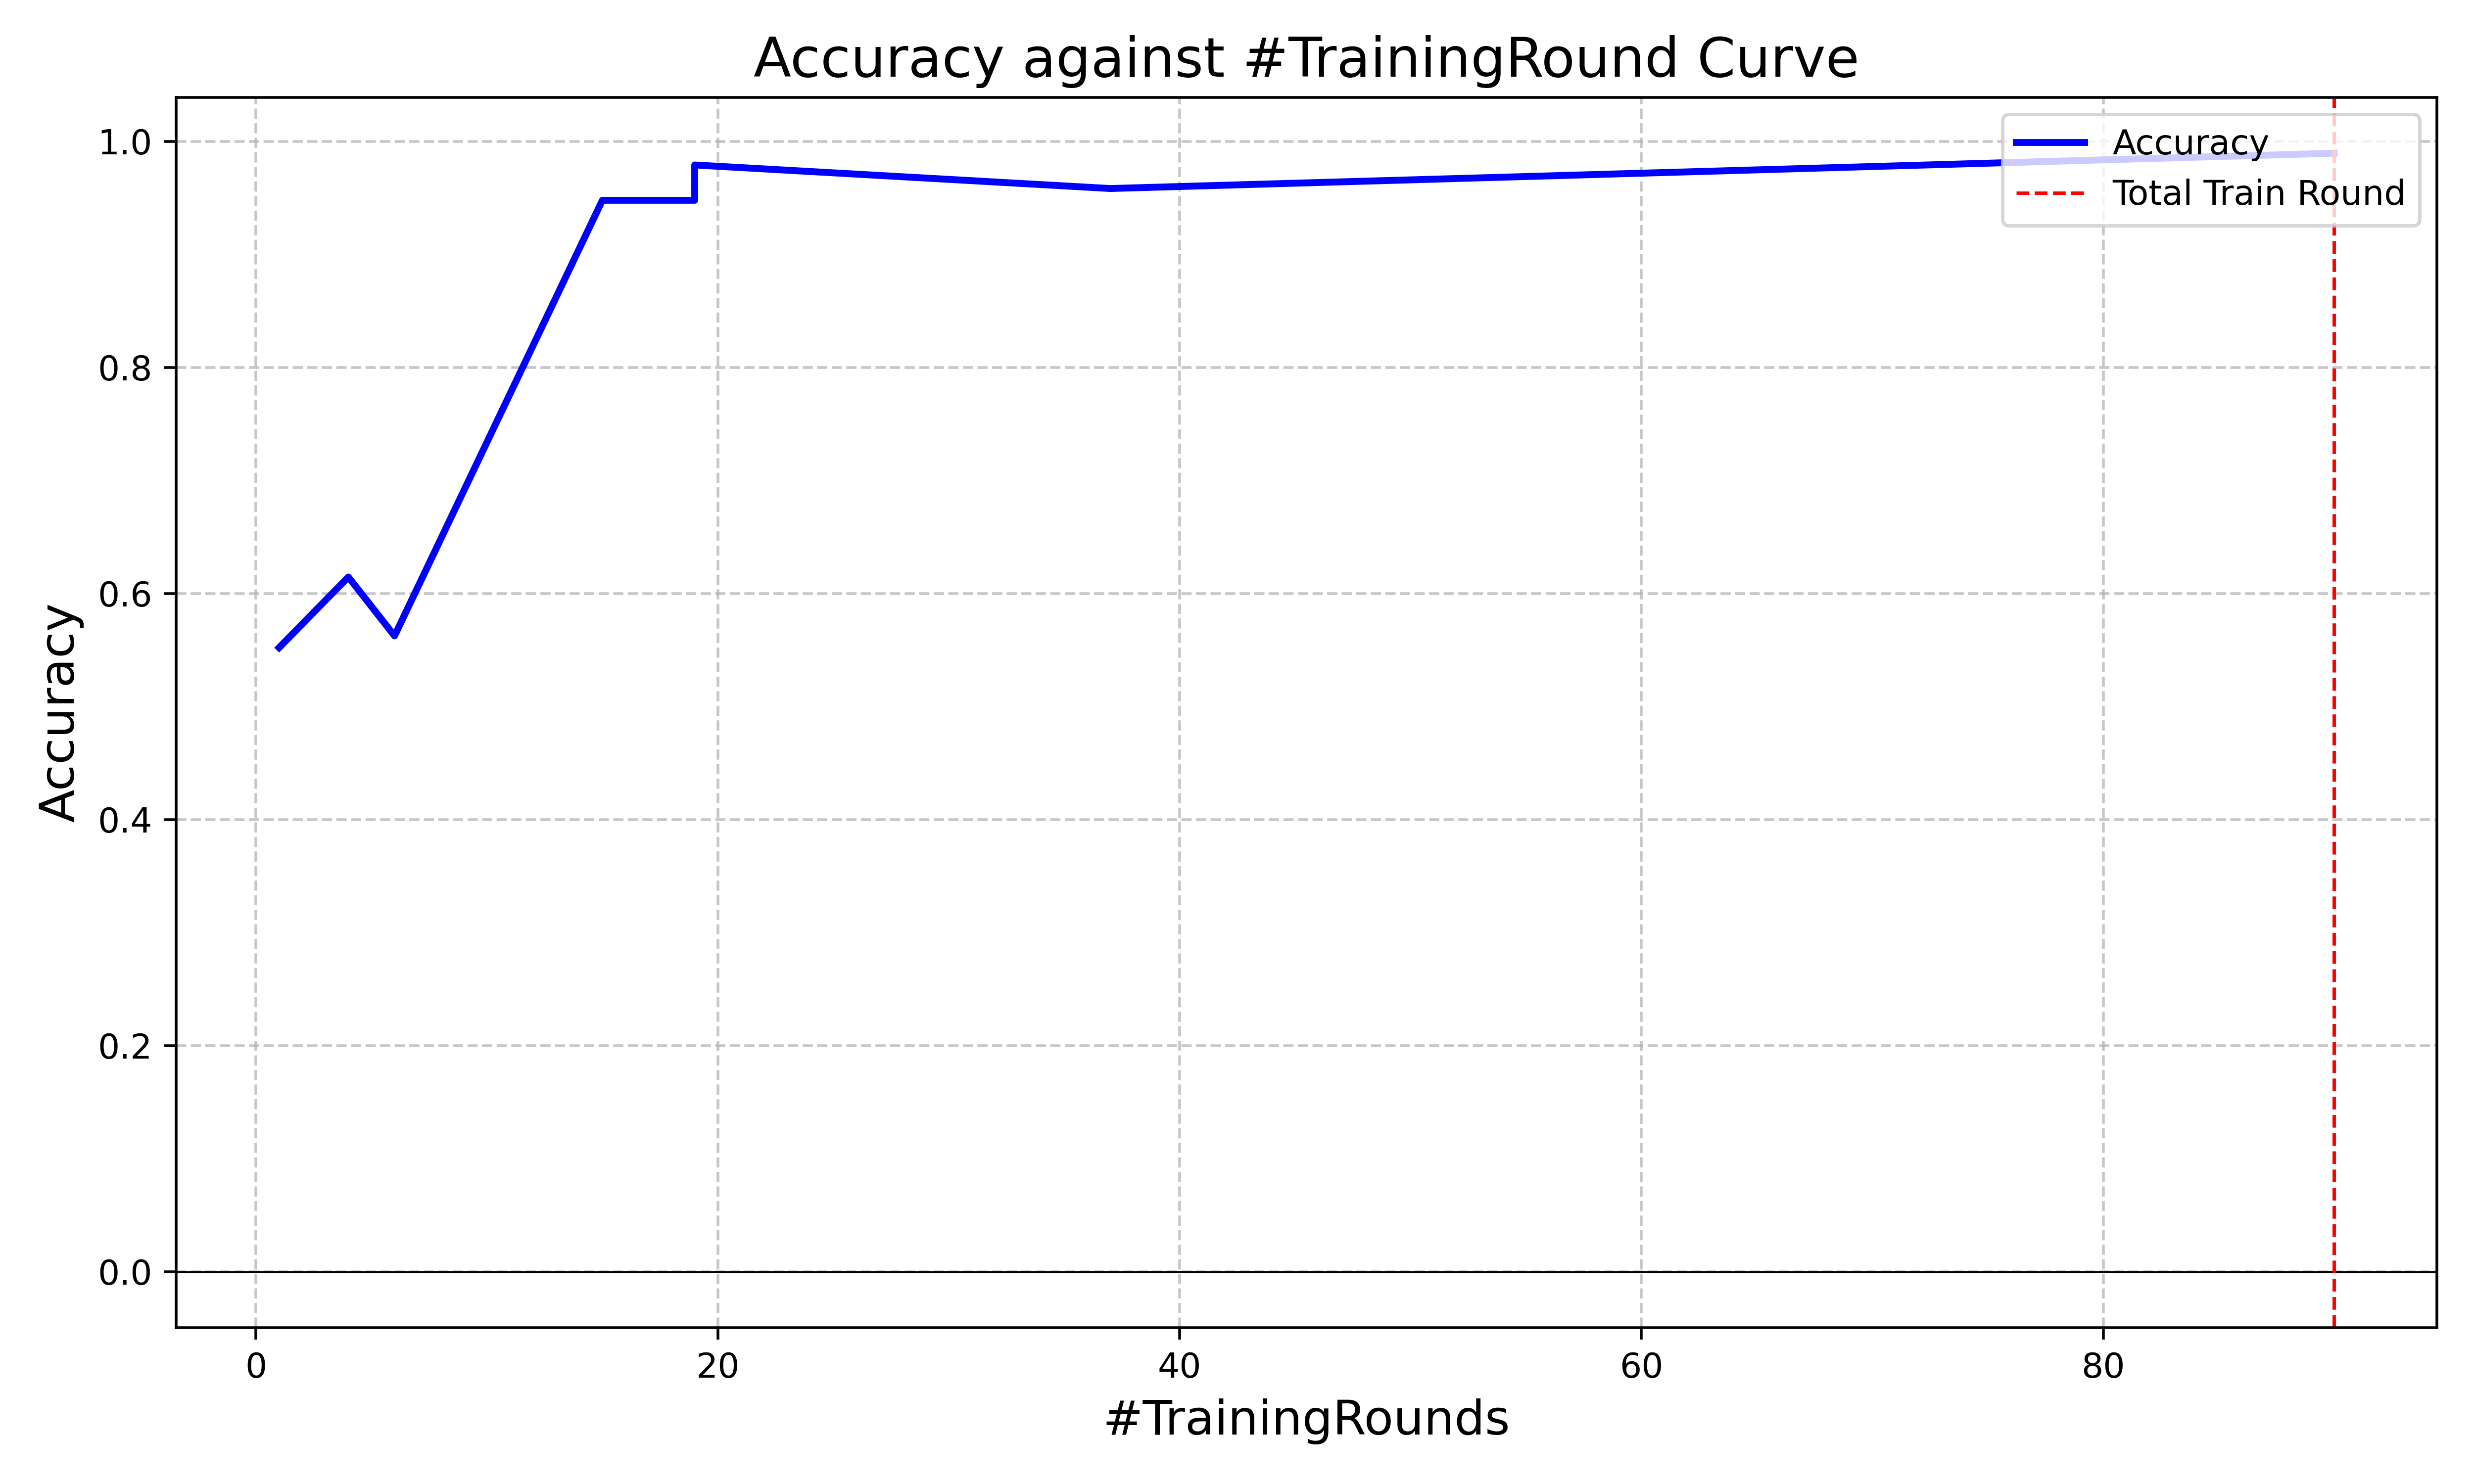 Accuracy against #TrainingRound Curve
Accuracy
Total Train Round
1.0
0.8
0.6
0.4
0.2
0.0
Accuracy
0 20 40 60 80
#TrainingRounds